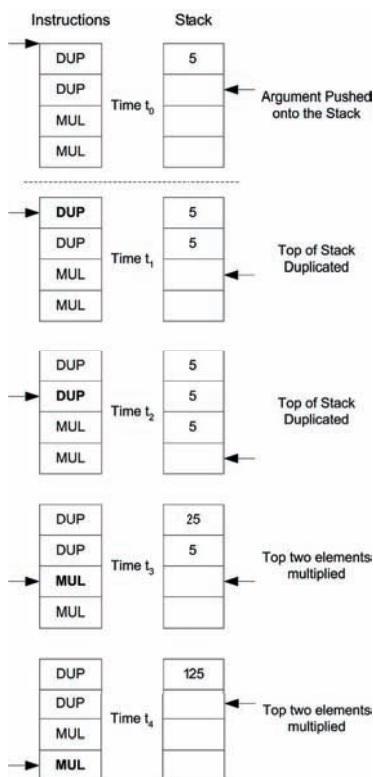 Instructions Stack
DUP 5
DUP
MUL
MUL
Time t0
Argument Pushed
onto the Stack
DUP 5
DUP 5
MUL
MUL
Time t1
Top of Stack
Duplicated
DUP 5
DUP 5
MUL 5
MUL
Time t2
Top of Stack
Duplicated
DUP 25
DUP 5
MUL
MUL
Time t3
Top two elements
multiplied
DUP 125
DUP
MUL
MUL
Time t4
Top two elements
multiplied